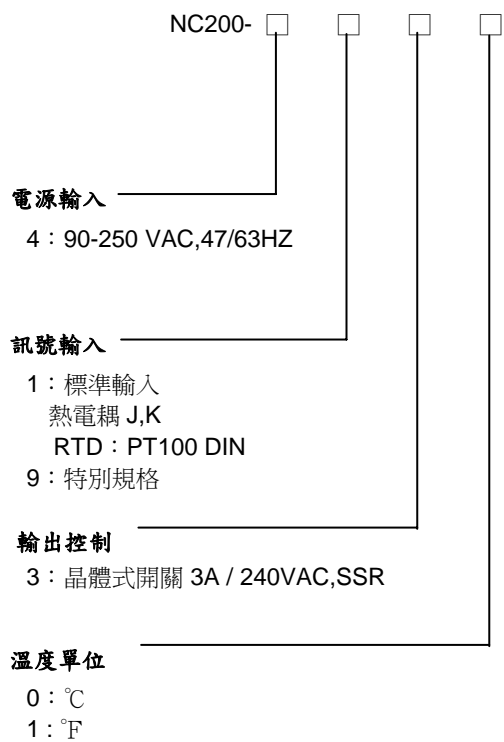 NC200- □ □ □ □
電源輸入
4：90-250 VAC,47/63HZ
訊號輸入
1：標準輸入
熱電耦 J,K
RTD：PT100 DIN
9：特別規格
輸出控制
3：晶體式開關 3A / 240VAC,SSR
溫度單位
0：℃
1：℉